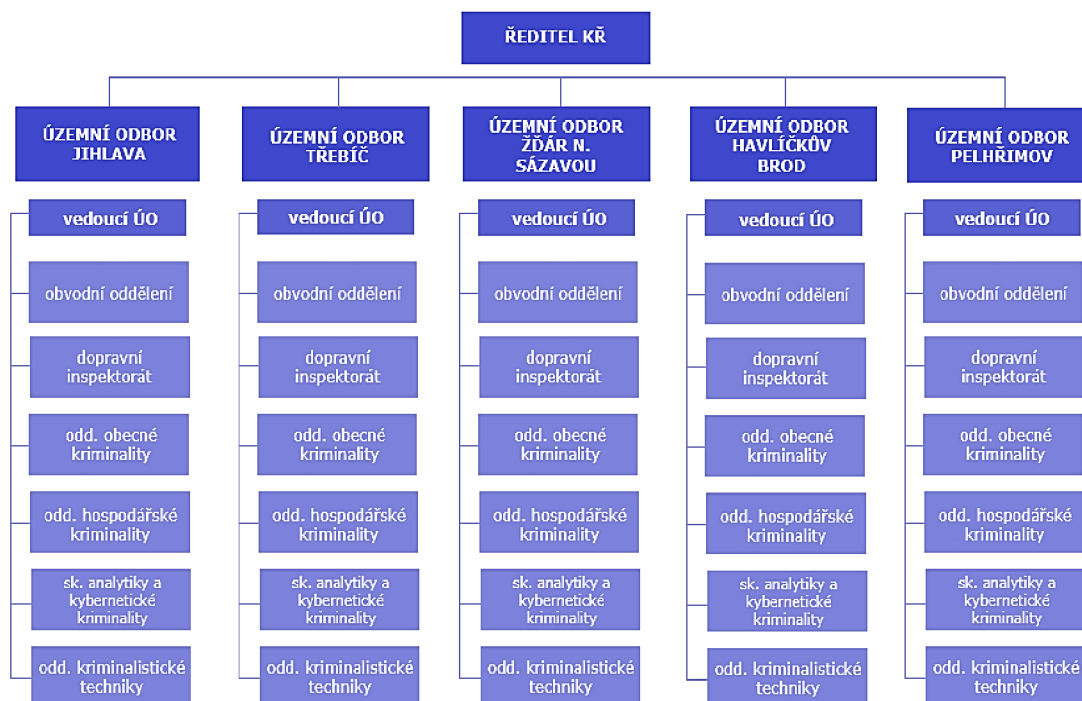 ŘEDITEL KŘ
ÚZEMNÍ ODBOR
JIHLAVA
vedoucí ÚO
obvodní oddělení
dopravní
inspektorát
odd. obecné
kriminality
odd. hospodářské
kriminality
sk. analytiky a
kybernetické
kriminality
odd. kriminalistické
techniky
ÚZEMNÍ ODBOR
TŘEBÍČ
vedoucí ÚO
obvodní oddělení
dopravní
inspektorát
odd. obecné
kriminality
odd. hospodářské
kriminality
sk. analytiky a
kybernetické
kriminality
odd. kriminalistické
techniky
ÚZEMNÍ ODBOR
ŽĎÁR N.
SÁZAVOU
vedoucí ÚO
obvodní oddělení
dopravní
inspektorát
odd. obecné
kriminality
odd. hospodářské
kriminality
sk. analytiky a
kybernetické
kriminality
odd. kriminalistické
techniky
ÚZEMNÍ ODBOR
HAVLÍČKŮV
BROD
vedoucí ÚO
obvodní oddělení
dopravní
inspektorát
odd. obecné
kriminality
odd. hospodářské
kriminality
sk. analytiky a
kybernetické
kriminality
odd. kriminalistické
techniky
ÚZEMNÍ ODBOR
PELHŘIMOV
vedoucí ÚO
obvodní oddělení
dopravní
inspektorát
odd. obecné
kriminality
odd. hospodářské
kriminality
sk. analytiky a
kybernetické
kriminality
odd. kriminalistické
techniky